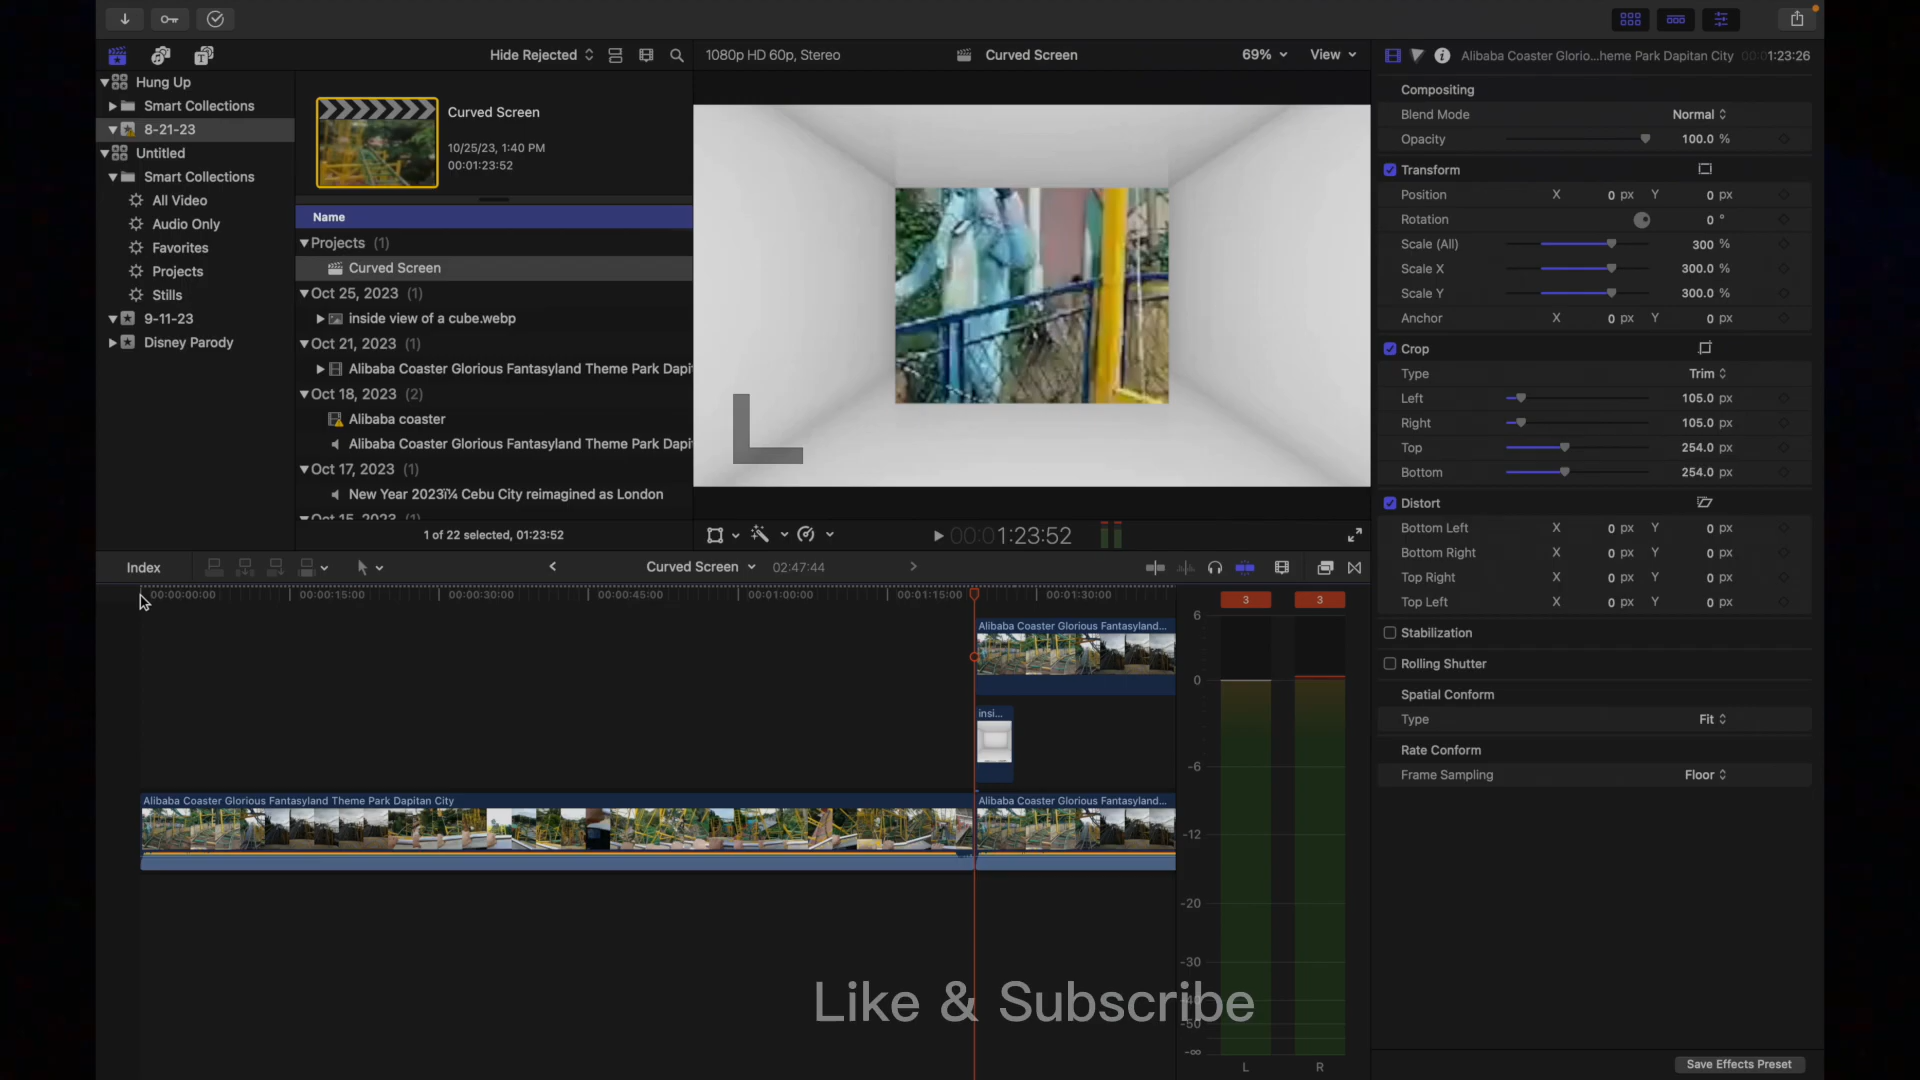 Hide Rejected
1080p HD 60p, Stereo
Curved Screen
69%
View
Alibaba Coaster Glorio...heme Park Dapitan City
00:01:23:26
Hung Up
Smart Collections
8-21-23
Untitled
Smart Collections
All Video
Audio Only
Favorites
Projects
Stills
9-11-23
Disney Parody
Curved Screen
10/25/23, 1:40 PM
00:01:23:52
Name
Projects (1)
Curved Screen
Oct 25, 2023 (1)
inside view of a cube.webp
Oct 21, 2023 (1)
Alibaba Coaster Glorious Fantasyland Theme Park Dapi
Oct 18, 2023 (2)
Alibaba coaster
Alibaba Coaster Glorious Fantasyland Theme Park Dapi
Oct 17, 2023 (1)
New Year 2023ï¼ Cebu City reimagined as London
Oct 15, 2023 (1)
1 of 22 selected, 01:23:52
00:01:23:52
Compositing
Blend Mode Normal
Opacity 100.0 %
Transform
Position X 0 px Y 0 px
Rotation 0 °
Scale (All) 300 %
Scale X 300.0 %
Scale Y 300.0 %
Anchor X 0 px Y 0 px
Crop
Type Trim
Left 105.0 px
Right 105.0 px
Top 254.0 px
Bottom 254.0 px
Distort
Bottom Left X 0 px Y 0 px
Bottom Right X 0 px Y 0 px
Top Right X 0 px Y 0 px
Top Left X 0 px Y 0 px
Stabilization
Rolling Shutter
Spatial Conform
Type Fit
Rate Conform
Frame Sampling Floor
Save Effects Preset
Index
Curved Screen
02:47:44
00:00:00:00 00:00:15:00 00:00:30:00 00:00:45:00 00:01:00:00 00:01:15:00 00:01:30:00
Alibaba Coaster Glorious Fantasyland...
insi...
Alibaba Coaster Glorious Fantasyland Theme Park Dapitan City
Alibaba Coaster Glorious Fantasyland...
3 3
6
0
-6
-12
-20
-30
-40
-50
-∞
L R
Like & Subscribe